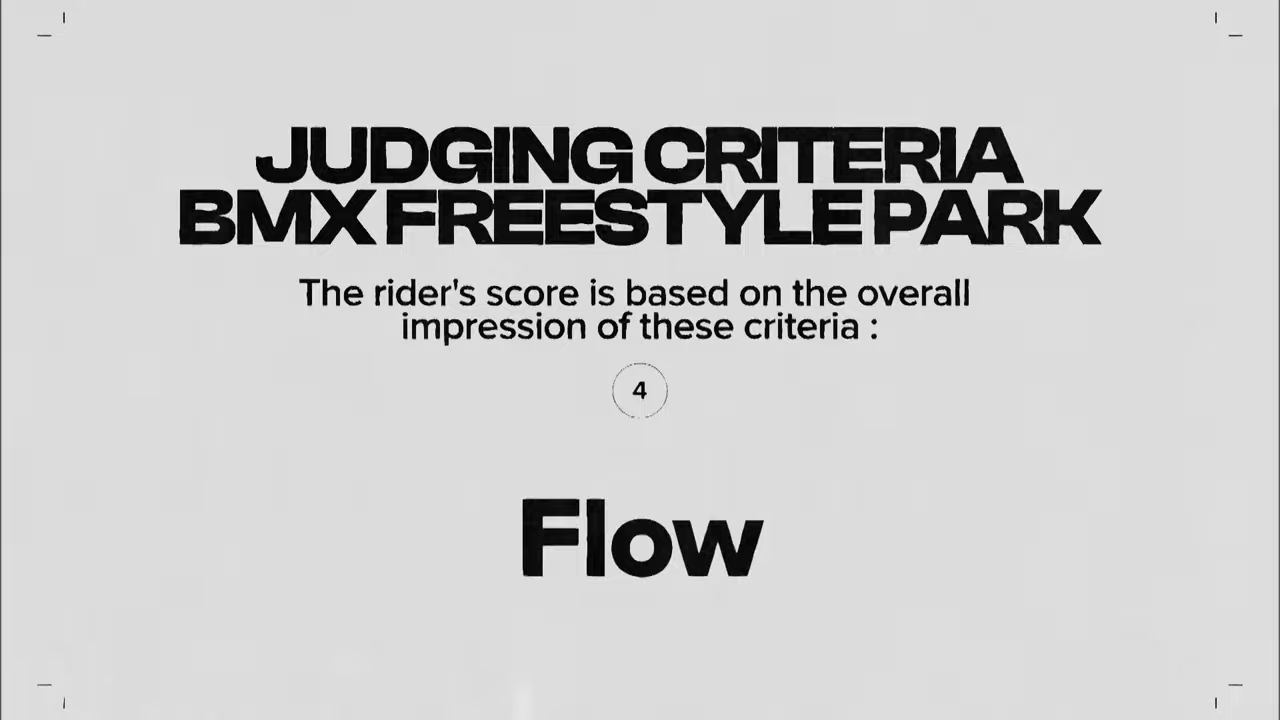 JUDGING CRITERIA
BMX FREESTYLE PARK
The rider's score is based on the overall
impression of these criteria :
4
Flow